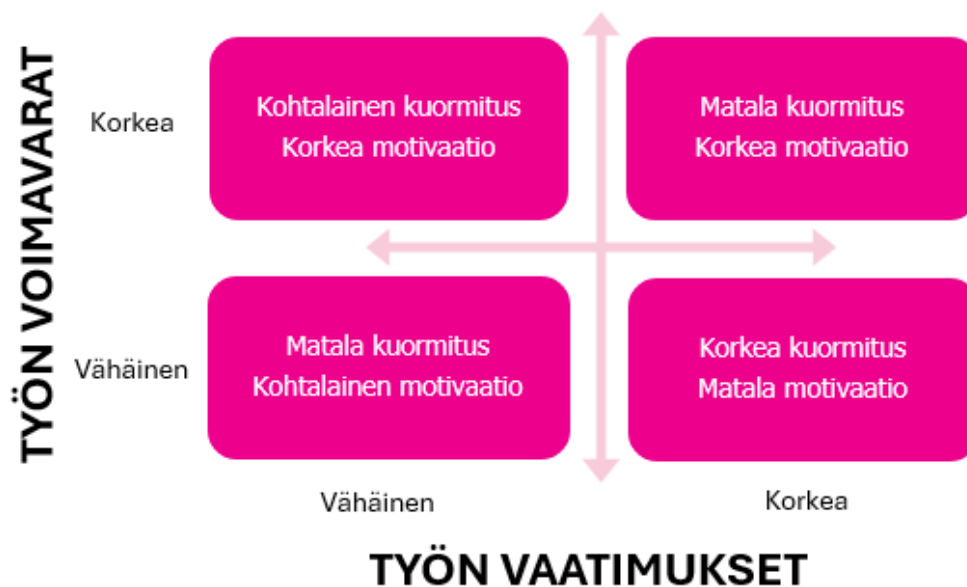 TYÖN VOIMAVARAT
Korkea
Kohtalainen kuormitus
Korkea motivaatio
Matala kuormitus
Korkea motivaatio
Vähäinen
Matala kuormitus
Kohtalainen motivaatio
Korkea kuormitus
Matala motivaatio
Vähäinen
Korkea
TYÖN VAATIMUKSET